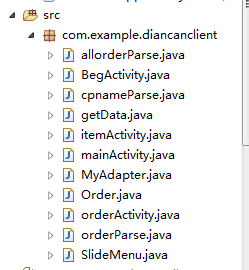 src
com.example.diancanclient
allorderParse.java
BegActivity.java
cpnameParse.java
getData.java
itemActivity.java
mainActivity.java
MyAdapter.java
Order.java
orderActivity.java
orderParse.java
SlideMenu.java